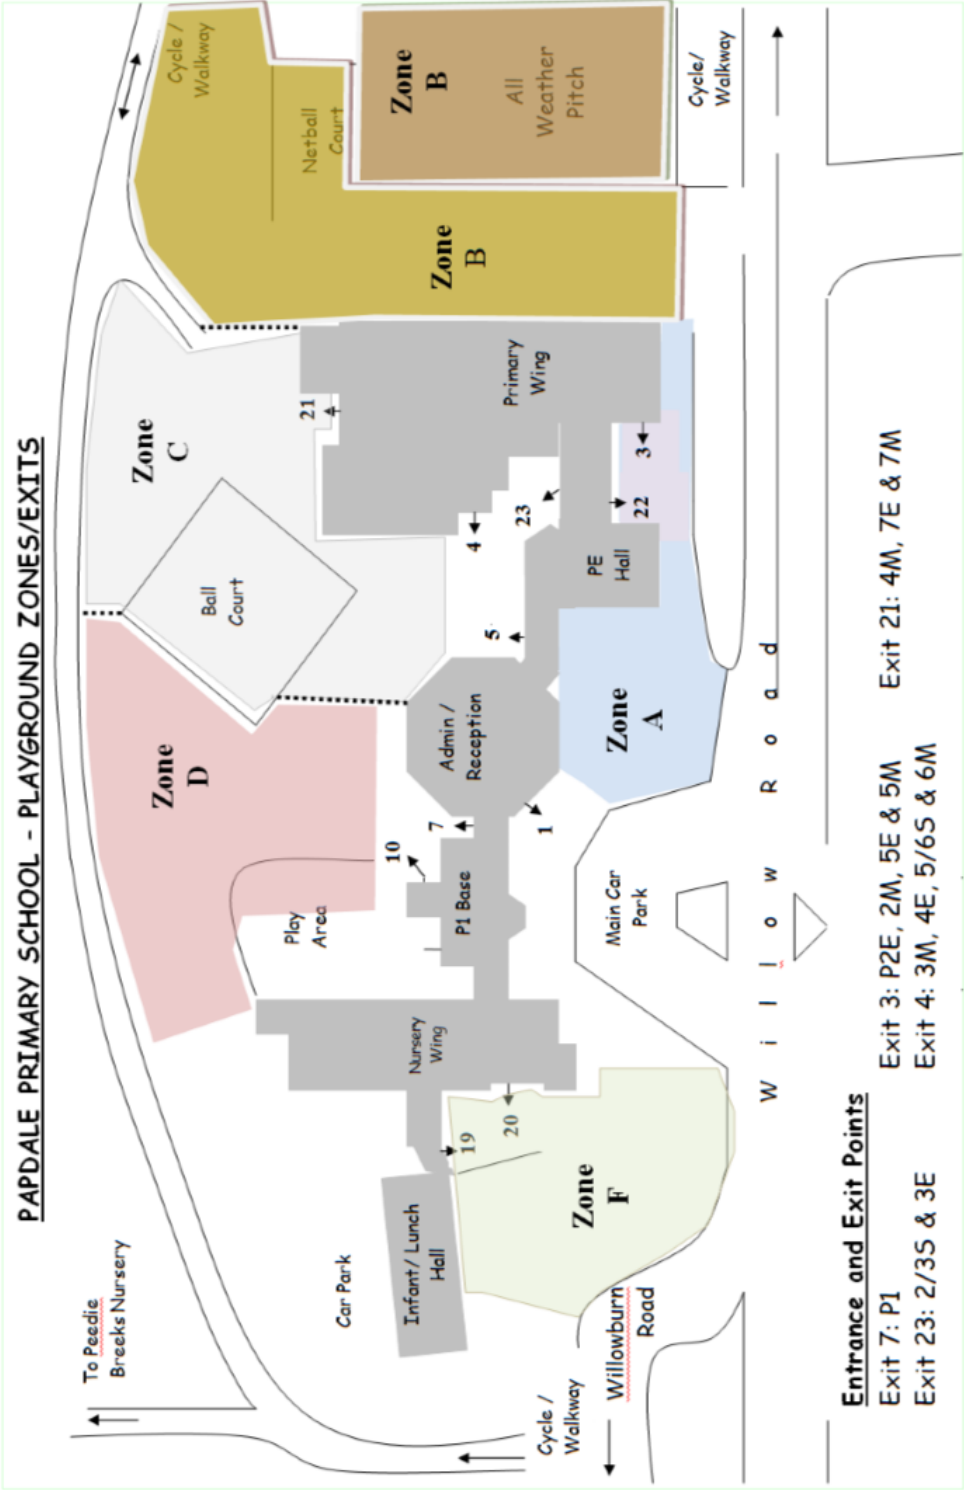 PAPDALE PRIMARY SCHOOL - PLAYGROUND ZONES/EXITS
To Peedie
Breeks Nursery
Zone
D
Zone
C
Cycle /
Walkway
Ball
Court
21
Netball
Court
Car Park
Play
Area
10
Zone
B
All
Weather
Pitch
Infant/ Lunch
Hall
Nursery
Wing
P1 Base
7
Admin /
Reception
5
4
23
Primary
Wing
Zone
B
19
20
1
PE
Hall
22
3
Cycle/
Walkway
Cycle /
Walkway
Zone
F
Main Car
Park
Zone
A
Willowburn
Road
Willow Road
Entrance and Exit Points
Exit 7: P1
Exit 3: P2E, 2M, 5E & 5M
Exit 21: 4M, 7E & 7M
Exit 23: 2/3S & 3E
Exit 4: 3M, 4E, 5/6S & 6M